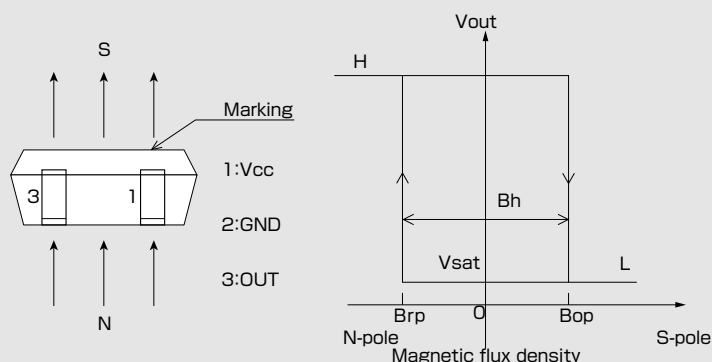 S
Marking
3
1
1:Vcc
2:GND
3:OUT
N
Vout
H
Bh
Vsat
L
Brp
O
Bop
N-pole
S-pole
Magnetic flux density